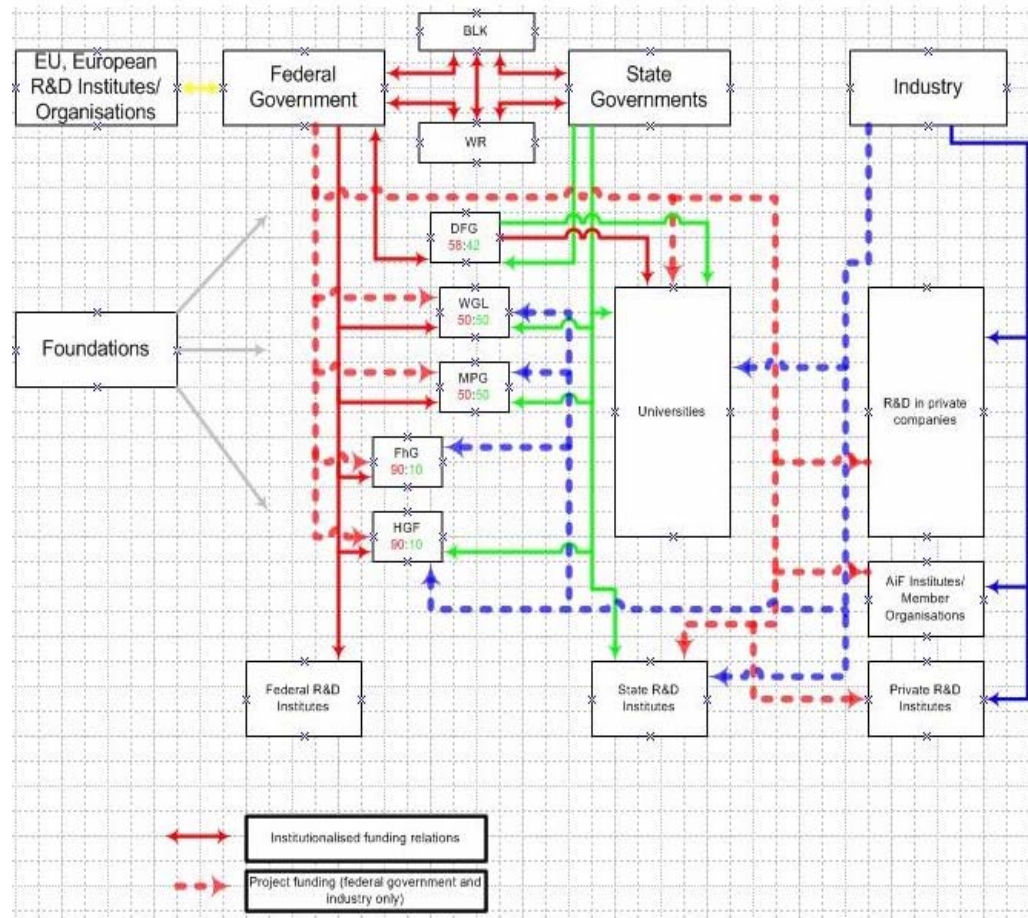 BLK
EU, European
R&D Institutes/
Organisations
Federal
Government
State
Governments
Industry
WR
DFG
58:42
WGL
50:50
Foundations
MPG
50:50
Universities
R&D in private
companies
FhG
90:10
HGF
90:10
AiF Institutes/
Member
Organisations
Federal R&D
Institutes
State R&D
Institutes
Private R&D
Institutes
Institutionalised funding relations
Project funding (federal government and
industry only)